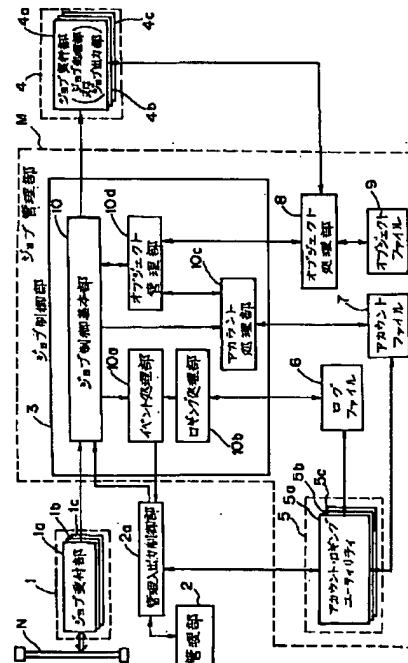 N
1
1a
1b
1c
ジョブ受付部
2
管理部
2a
管理入出力制御部
3
ジョブ制御部
ジョブ管理部
M
10
ジョブ制御部基本部
10a
イベント処理部
10b
ロギング処理部
10c
アカウント処理部
10d
オブジェクト管理部
4
4a
4b
4c
ジョブ受付部
ジョブ処理部
ジョブ出力部
5
5a
5b
5c
アカウント・ロギング
ユーティリティ
6
ログ
ファイル
7
アカウント
ファイル
8
オブジェクト
処理部
9
オブジェクト
ファイル